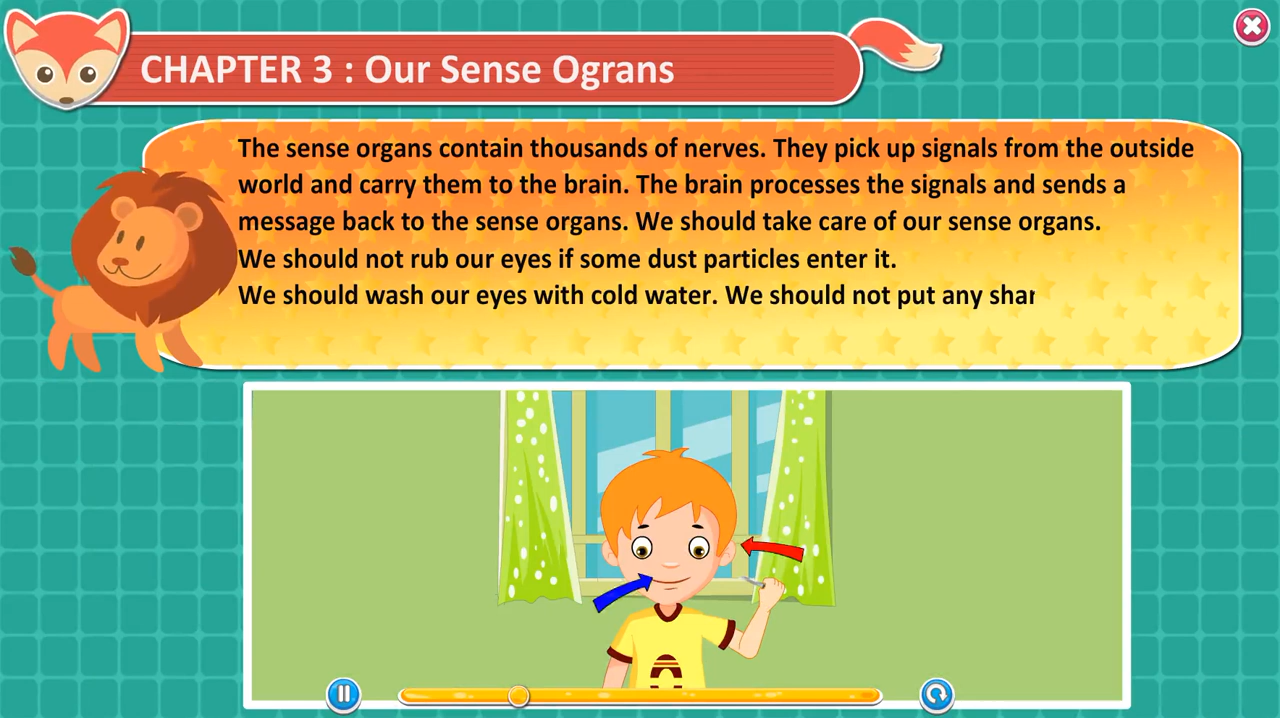 CHAPTER 3 : Our Sense Ograns
The sense organs contain thousands of nerves. They pick up signals from the outside
world and carry them to the brain. The brain processes the signals and sends a
message back to the sense organs. We should take care of our sense organs.
We should not rub our eyes if some dust particles enter it.
We should wash our eyes with cold water. We should not put any shar